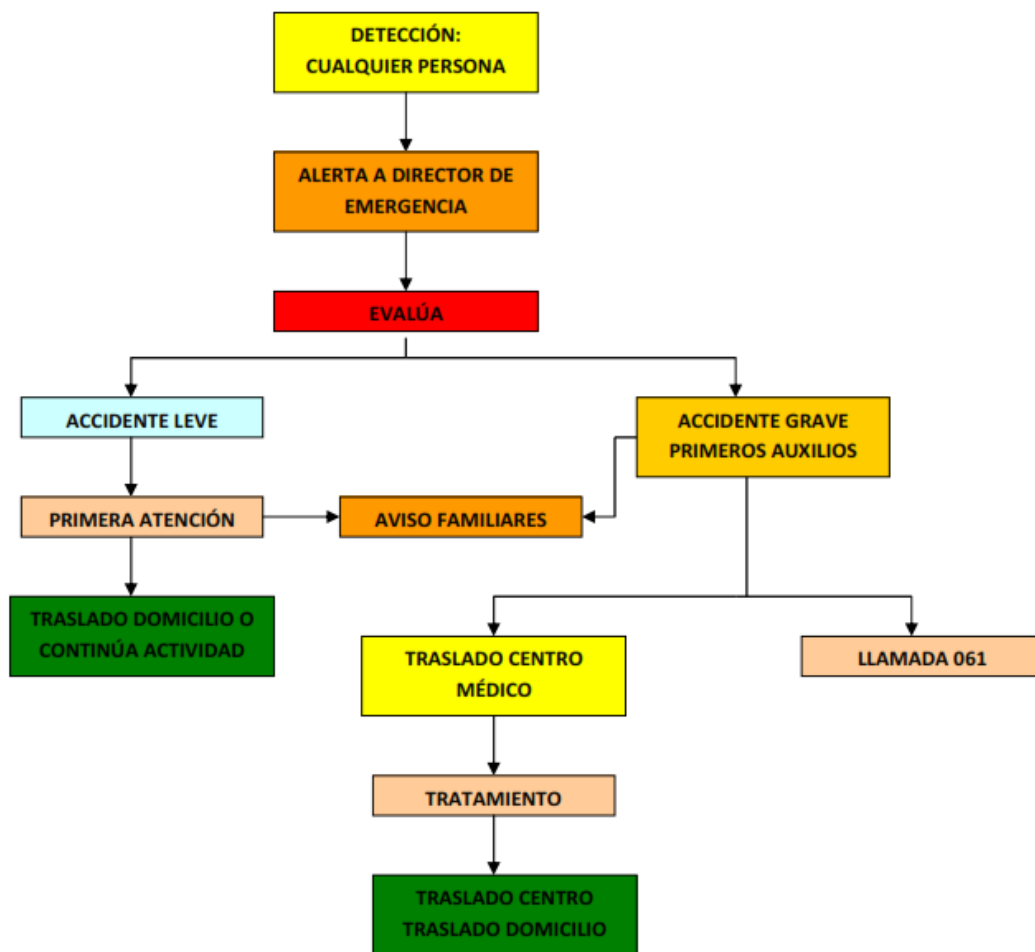 DETECCIÓN:
CUALQUIER PERSONA
ALERTA A DIRECTOR DE
EMERGENCIA
EVALÚA
ACCIDENTE LEVE
ACCIDENTE GRAVE
PRIMEROS AUXILIOS
PRIMERA ATENCIÓN
AVISO FAMILIARES
TRASLADO DOMICILIO O
CONTINÚA ACTIVIDAD
TRASLADO CENTRO
MÉDICO
LLAMADA 061
TRATAMIENTO
TRASLADO CENTRO
TRASLADO DOMICILIO